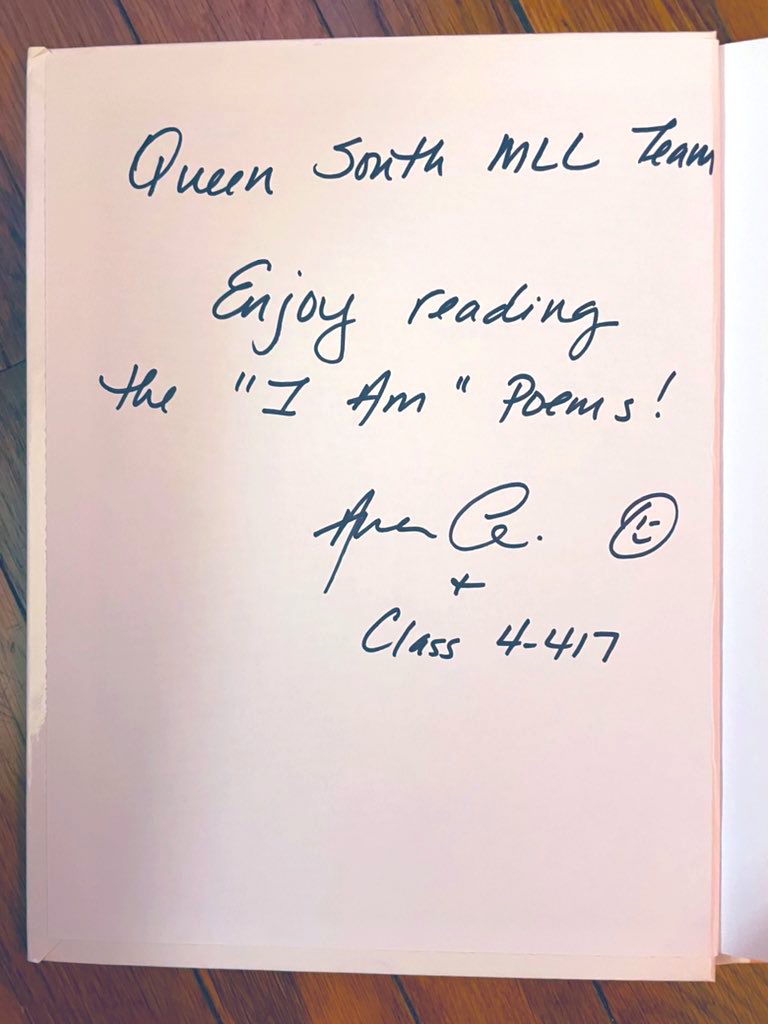 Queen South MLL Team
Enjoy reading
the "I Am" Poems!
+
Class 4-417